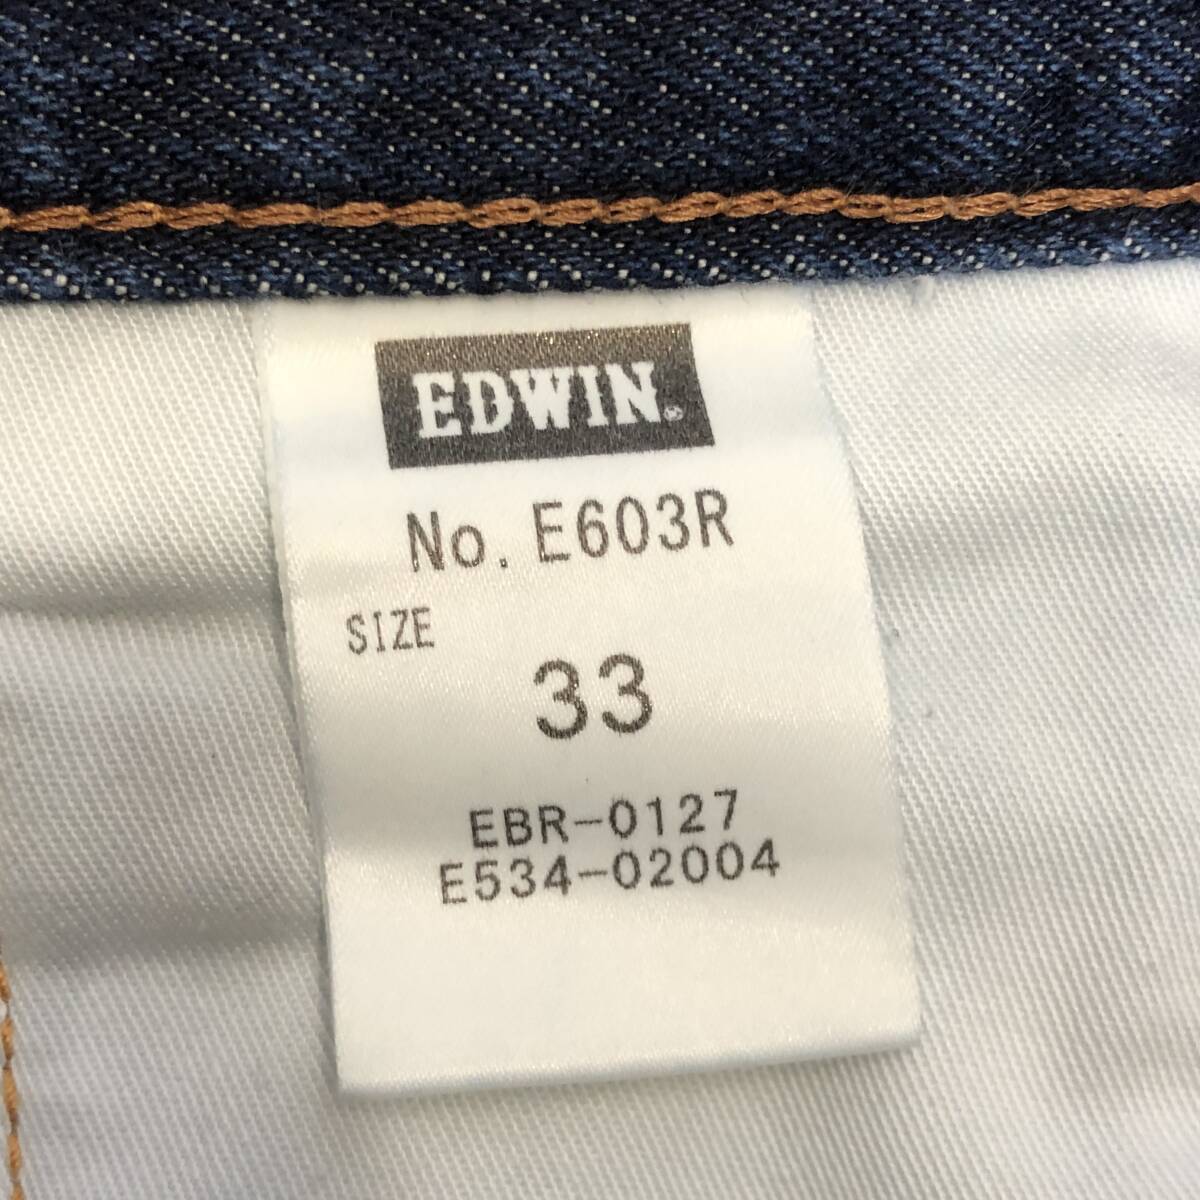 EDWIN
No. E603R
SIZE
33
EBR-0127
E534-02004